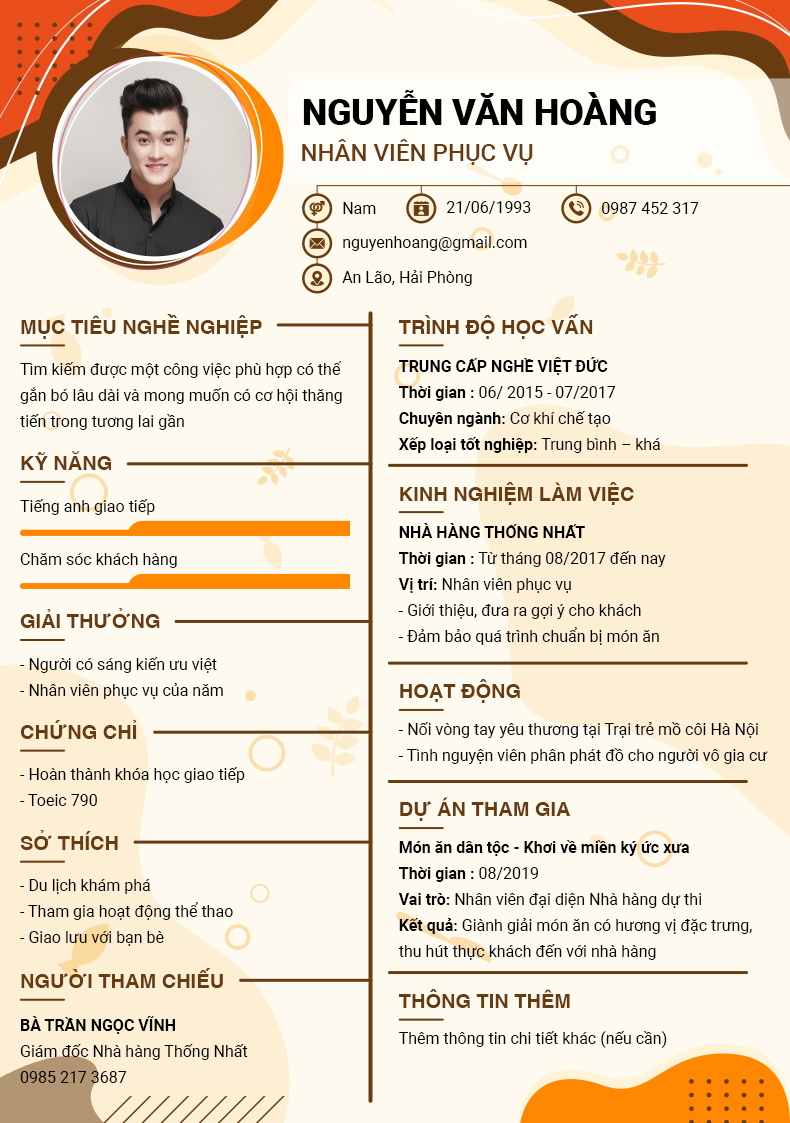 NGUYỄN VĂN HOÀNG
NHÂN VIÊN PHỤC VỤ
Nam
21/06/1993
0987 452 317
nguyenhoang@gmail.com
An Lão, Hải Phòng
MỤC TIÊU NGHỀ NGHIỆP
Tìm kiếm được một công việc phù hợp có thể
gắn bó lâu dài và mong muốn có cơ hội thăng
tiến trong tương lai gần
KỸ NĂNG
Tiếng anh giao tiếp
Chăm sóc khách hàng
GIẢI THƯỞNG
- Người có sáng kiến ưu việt
- Nhân viên phục vụ của năm
CHỨNG CHỈ
- Hoàn thành khóa học giao tiếp
- Toeic 790
SỞ THÍCH
- Du lịch khám phá
- Tham gia hoạt động thể thao
- Giao lưu với bạn bè
NGƯỜI THAM CHIẾU
BÀ TRẦN NGỌC VĨNH
Giám đốc Nhà hàng Thống Nhất
0985 217 3687
TRÌNH ĐỘ HỌC VẤN
TRUNG CẤP NGHỀ VIỆT ĐỨC
Thời gian : 06/ 2015 - 07/2017
Chuyên ngành: Cơ khí chế tạo
Xếp loại tốt nghiệp: Trung bình – khá
KINH NGHIỆM LÀM VIỆC
NHÀ HÀNG THỐNG NHẤT
Thời gian : Từ tháng 08/2017 đến nay
Vị trí: Nhân viên phục vụ
- Giới thiệu, đưa ra gợi ý cho khách
- Đảm bảo quá trình chuẩn bị món ăn
HOẠT ĐỘNG
- Nối vòng tay yêu thương tại Trại trẻ mồ côi Hà Nội
- Tình nguyện viên phân phát đồ cho người vô gia cư
DỰ ÁN THAM GIA
Món ăn dân tộc - Khơi về miền ký ức xưa
Thời gian : 08/2019
Vai trò: Nhân viên đại diện Nhà hàng dự thi
Kết quả: Giành giải món ăn có hương vị đặc trưng,
thu hút thực khách đến với nhà hàng
THÔNG TIN THÊM
Thêm thông tin chi tiết khác (nếu cần)